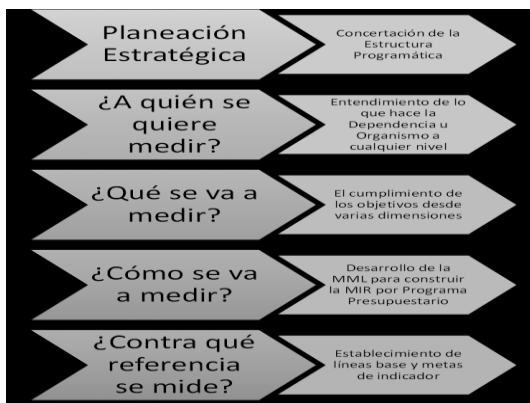 Planeación
Estratégica
Concertación de la
Estructura
Programática
¿A quién se
quiere
medir?
Entendimiento de lo
que hace la
Dependencia u
Organismo a
cualquier nivel
¿Qué se va a
medir?
El cumplimiento de
los objetivos desde
varias dimensiones
¿Cómo se va
a medir?
Desarrollo de la
MML para construir
la MIR por Programa
Presupuestario
¿Contra qué
referencia
se mide?
Establecimiento de
líneas base y metas
de indicador